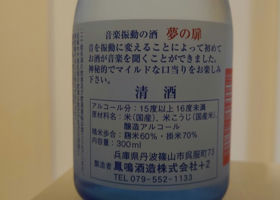 音楽振動の酒 夢の扉
音を振動に変えることによって初めて
お酒が音楽を聞くことができました。
神秘的でマイルドな口当りをお楽しみ
下さい。
清酒
アルコール分：15度以上16度未満
原材料名：米(国産)、米こうじ(国産米)、
醸造アルコール
精米歩合：麹米60%・掛米70%
内容量：300ml
兵庫県丹波篠山市呉服町73
製造者 鳳鳴酒造株式会社+2
TEL 079-552-1133